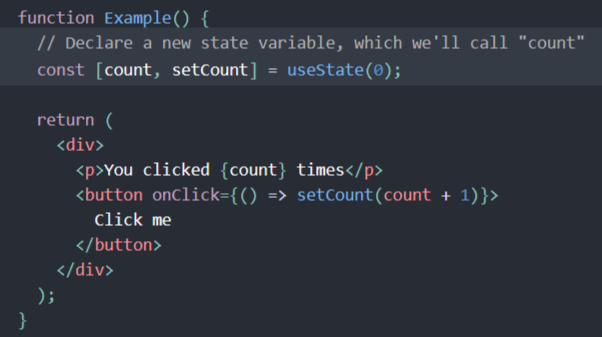 function Example() {
  // Declare a new state variable, which we'll call "count"
  const [count, setCount] = useState(0);

  return (
    <div>
      <p>You clicked {count} times</p>
      <button onClick={() => setCount(count + 1)}>
        Click me
      </button>
    </div>
  );
}